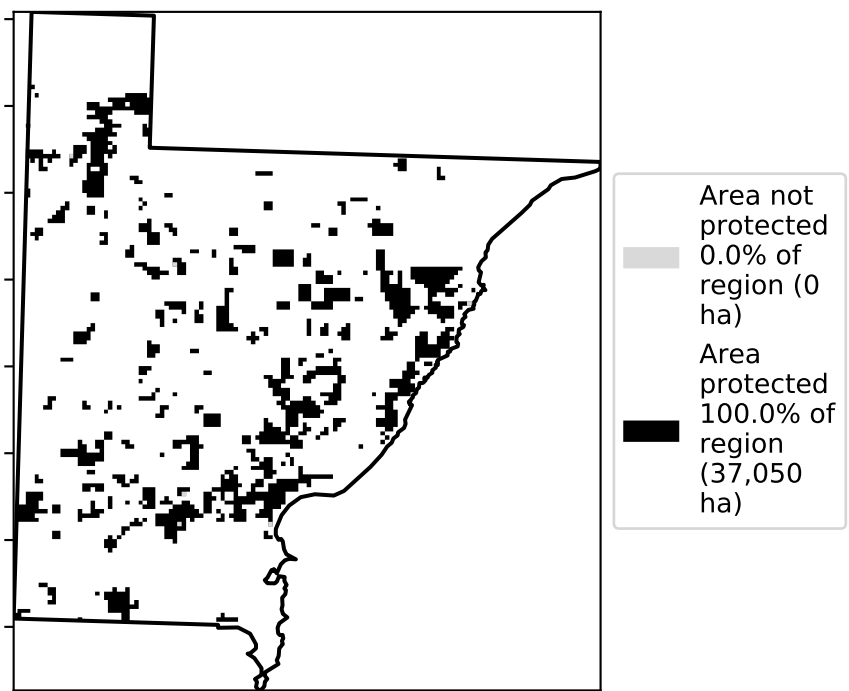 Area not
protected
0.0% of
region (0
ha)
Area
protected
100.0% of
region
(37,050
ha)